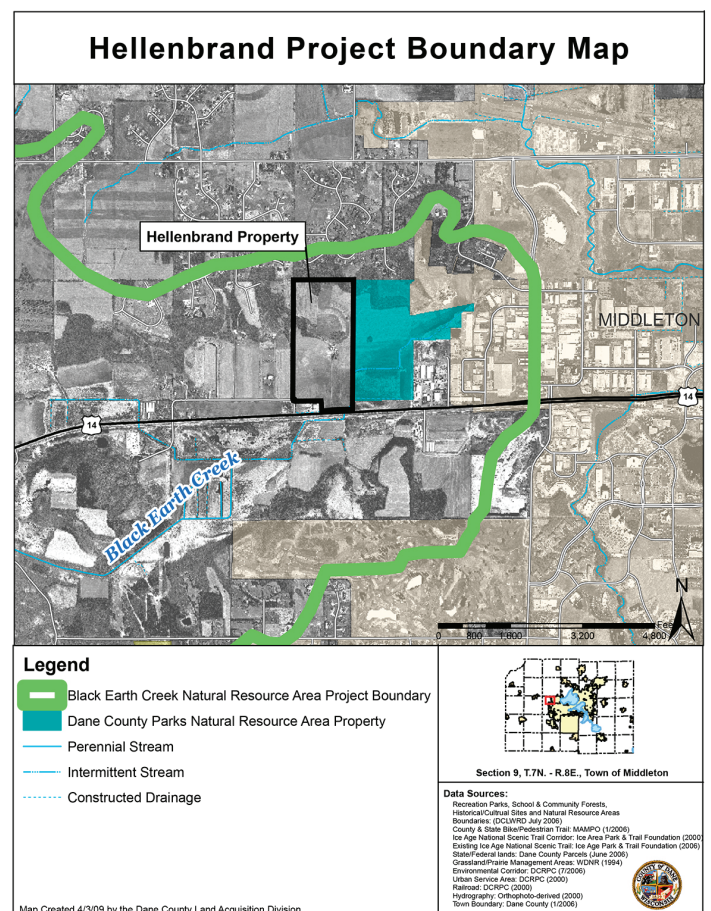 Hellenbrand Project Boundary Map
Hellenbrand Property
MIDDLETON
14
14
Black Earth Creek
N
Feet
0 800 1,600 3,200 4,800
Legend
Black Earth Creek Natural Resource Area Project Boundary
Dane County Parks Natural Resource Area Property
Perennial Stream
Intermittent Stream
Constructed Drainage
Map Created 4/3/09 by the Dane County Land Acquisition Division
Section 9, T.7N. - R.8E., Town of Middleton
Data Sources:
Recreation Parks, School & Community Forests,
Historical/Cultrual Sites and Natural Resource Areas
Boundaries: (DCLWRD July 2006)
County & State Bike/Pedestrian Trail: MAMPO (1/2006)
Ice Age National Scenic Trail Corridor: Ice Area Park & Trail Foundation (2000)
Existing Ice Age National Scenic Trail: Ice Age Park & Trail Foundation (2006)
State/Federal lands: Dane County Parcels (June 2006)
Grassland/Prairie Management Areas: WDNR (1994)
Environmental Corridor: DCRPC (7/2006)
Urban Service Area: DCRPC (2000)
Railroad: DCRPC (2000)
Hydrography: Orthophoto-derived (2000)
Town Boundary: Dane County (1/2006)
COUNTY OF DANE
WISCONSIN